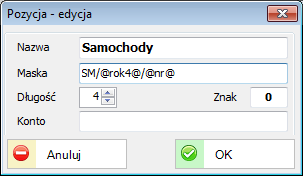 Pozycja - edycja
Nazwa Samochody
Maska SM/@rok4@/@nr@
Długość 4 Znak 0
Konto
Anuluj OK